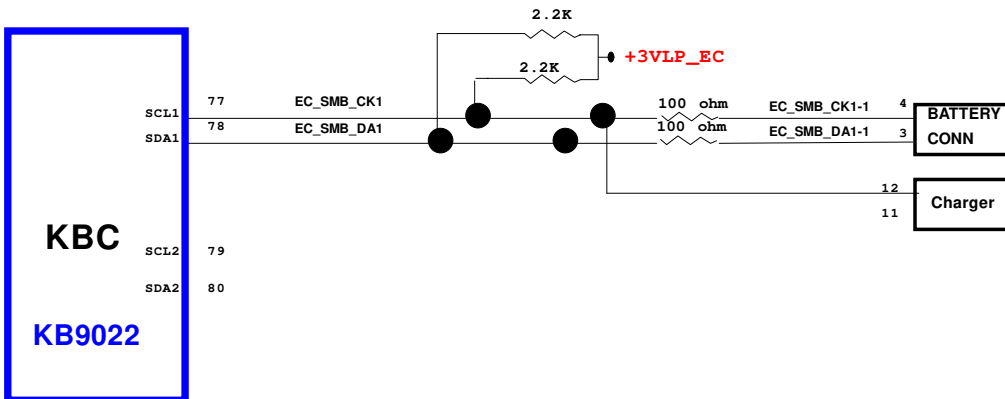 2.2K
+3VLP_EC
2.2K
77 EC_SMB_CK1 100 ohm EC_SMB_CK1-1 4
SCL1 BATTERY
78 EC_SMB_DA1 100 ohm EC_SMB_DA1-1 3
SDA1 CONN
12
Charger
11
KBC
SCL2 79
SDA2 80
KB9022